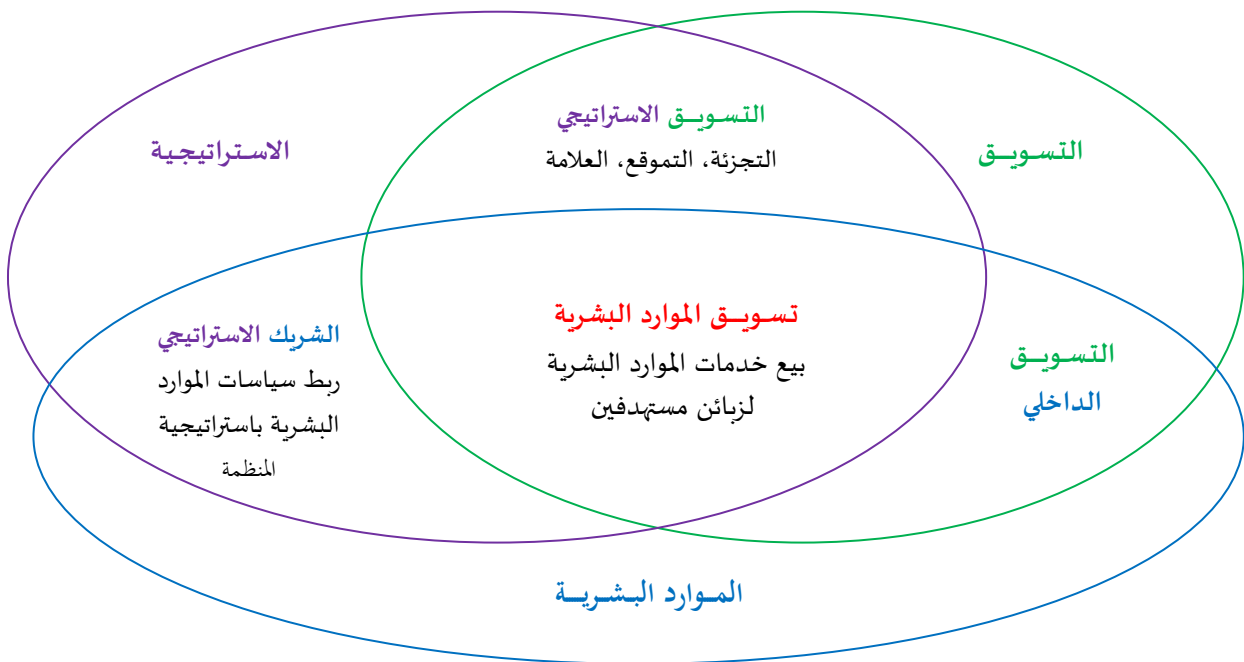 التسويق الاستراتيجي
التجزئة، التموقع، العلامة
التسويق
الاستراتيجية
تسويق الموارد البشرية
بيع خدمات الموارد البشرية
لزبائن مستهدفين
التسويق
الداخلي
الشريك الاستراتيجي
ربط سياسات الموارد
البشرية باستراتيجية
المنظمة
الموارد البشرية